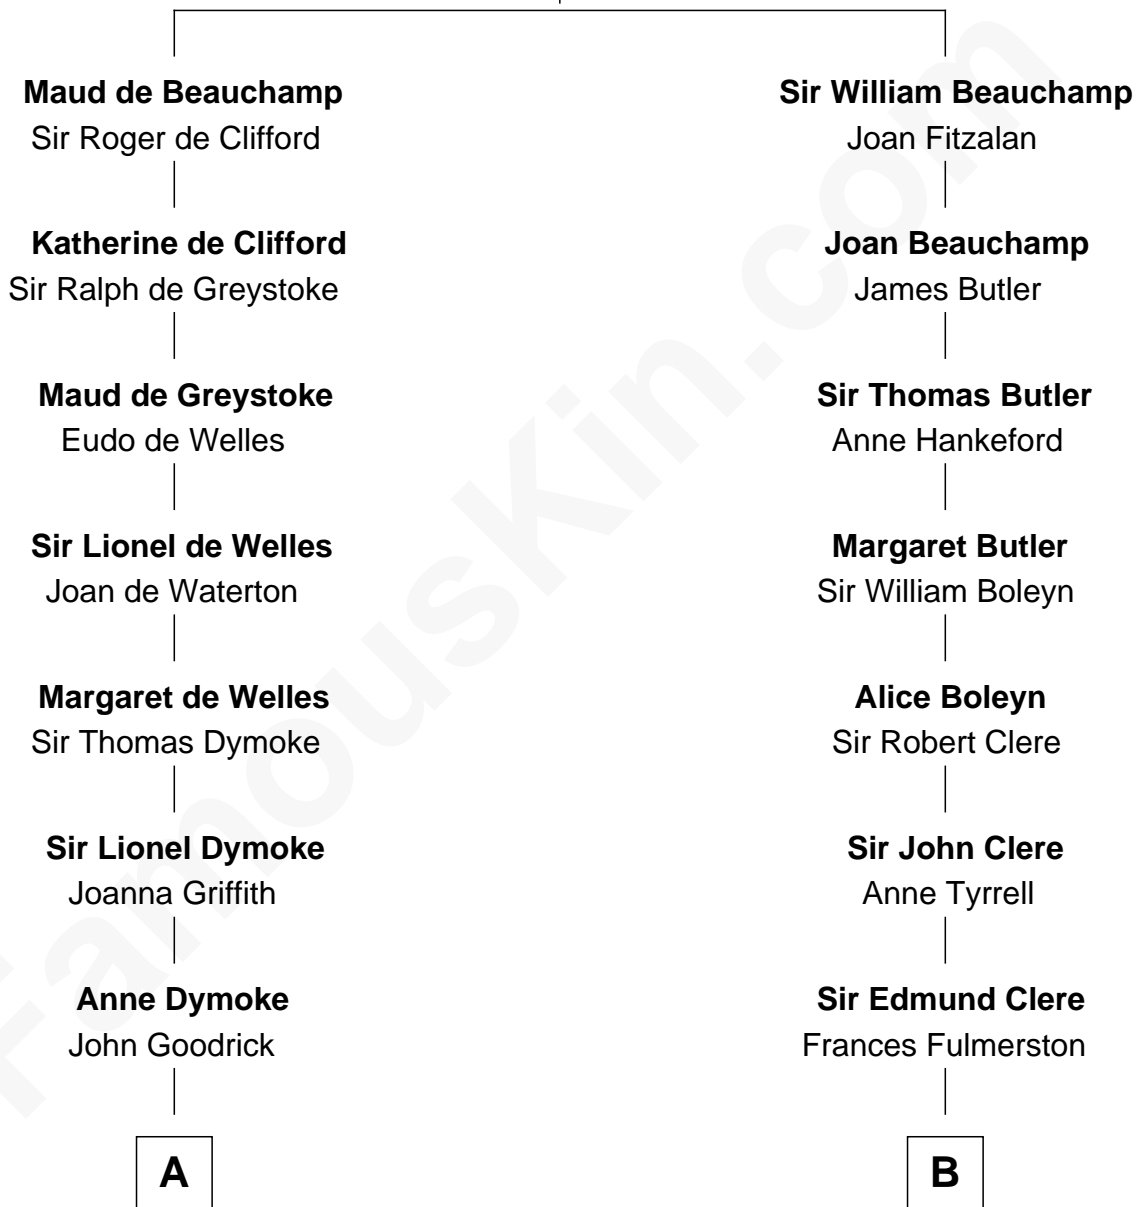 Maud de Beauchamp
Sir Roger de Clifford
Katherine de Clifford
Sir Ralph de Greystoke
Maud de Greystoke
Eudo de Welles
Sir Lionel de Welles
Joan de Waterton
Margaret de Welles
Sir Thomas Dymoke
Sir Lionel Dymoke
Joanna Griffith
Anne Dymoke
John Goodrick
A
Sir William Beauchamp
Joan Fitzalan
Joan Beauchamp
James Butler
Sir Thomas Butler
Anne Hankeford
Margaret Butler
Sir William Boleyn
Alice Boleyn
Sir Robert Clere
Sir John Clere
Anne Tyrrell
Sir Edmund Clere
Frances Fulmerston
B
FamousKin.com